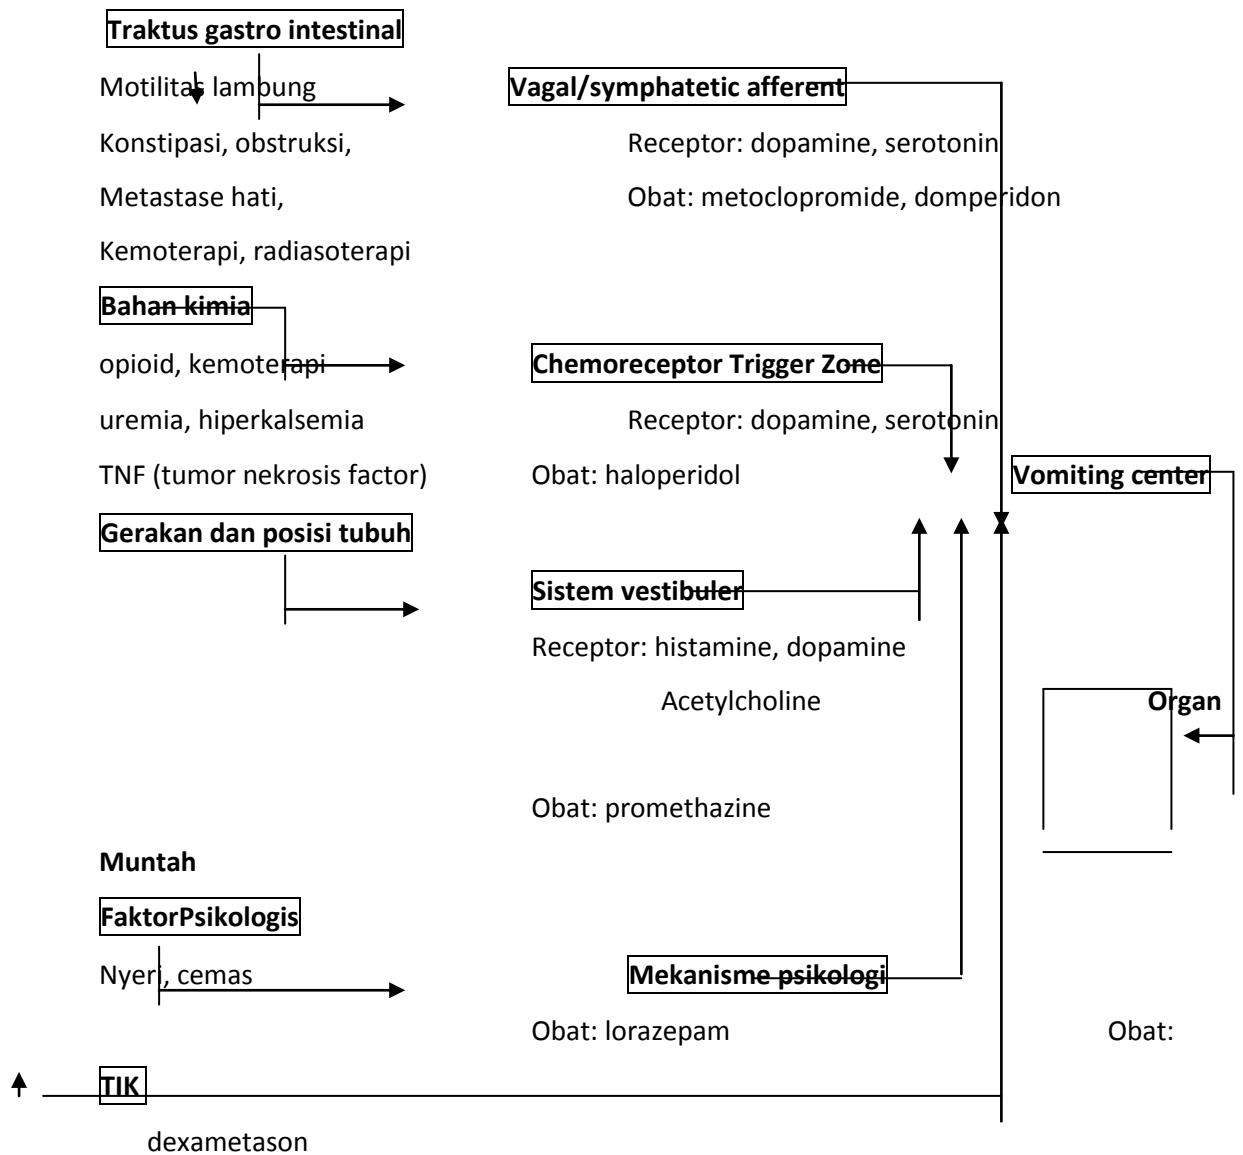 Traktus gastro intestinal
Motilitas lambung Vagal/symphatetic afferent
Konstipasi, obstruksi, Receptor: dopamine, serotonin
Metastase hati, Obat: metoclopromide, domperidon
Kemoterapi, radiasoterapi
Bahan kimia
opioid, kemoterapi Chemoreceptor Trigger Zone
uremia, hiperkalsemia Receptor: dopamine, serotonin
TNF (tumor nekrosis factor) Obat: haloperidol Vomiting center
Gerakan dan posisi tubuh
Sistem vestibuler
Receptor: histamine, dopamine
Acetylcholine Organ
Obat: promethazine
Muntah
FaktorPsikologis
Nyeri, cemas Mekanisme psikologi
Obat: lorazepam Obat:
TIK
dexametason